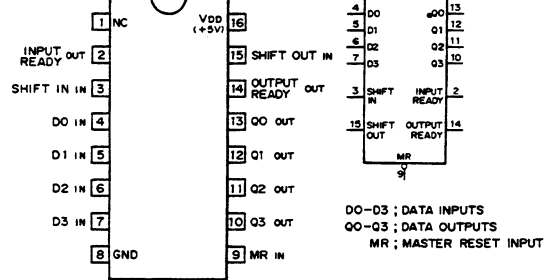 1 NC VDD 16
(+5V)
INPUT READY OUT 2 15 SHIFT OUT IN
SHIFT IN IN 3 14 OUTPUT READY OUT
D0 IN 4 13 Q0 OUT
D1 IN 5 12 Q1 OUT
D2 IN 6 11 Q2 OUT
D3 IN 7 10 Q3 OUT
8 GND 9 MR IN
4 D0 Q0 13
5 D1 Q1 12
6 D2 Q2 11
7 D3 Q3 10
3 SHIFT IN INPUT READY 2
15 SHIFT OUT OUTPUT READY 14
MR
9
D0-D3 ; DATA INPUTS
Q0-Q3 ; DATA OUTPUTS
MR ; MASTER RESET INPUT